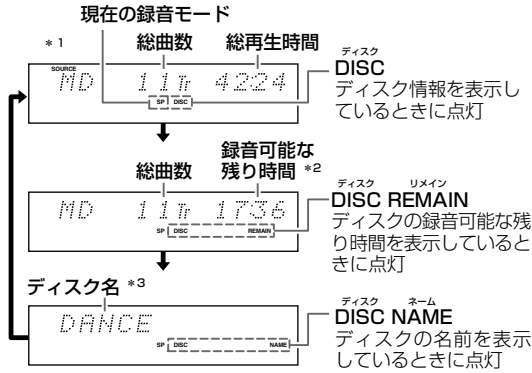 現在の録音モード
*1 総曲数 総再生時間
SOURCE
MD 11Tr 42:24
SP DISC
ディスク
DISC
ディスク情報を表示し
ているときに点灯
録音可能な
総曲数 残り時間 *2
MD 11Tr 17:36
SP DISC REMAIN
ディスク リメイン
DISC REMAIN
ディスクの録音可能な残
り時間を表示していると
きに点灯
ディスク名 *3
DANCE
SP DISC NAME
ディスク ネーム
DISC NAME
ディスクの名前を表示
しているときに点灯